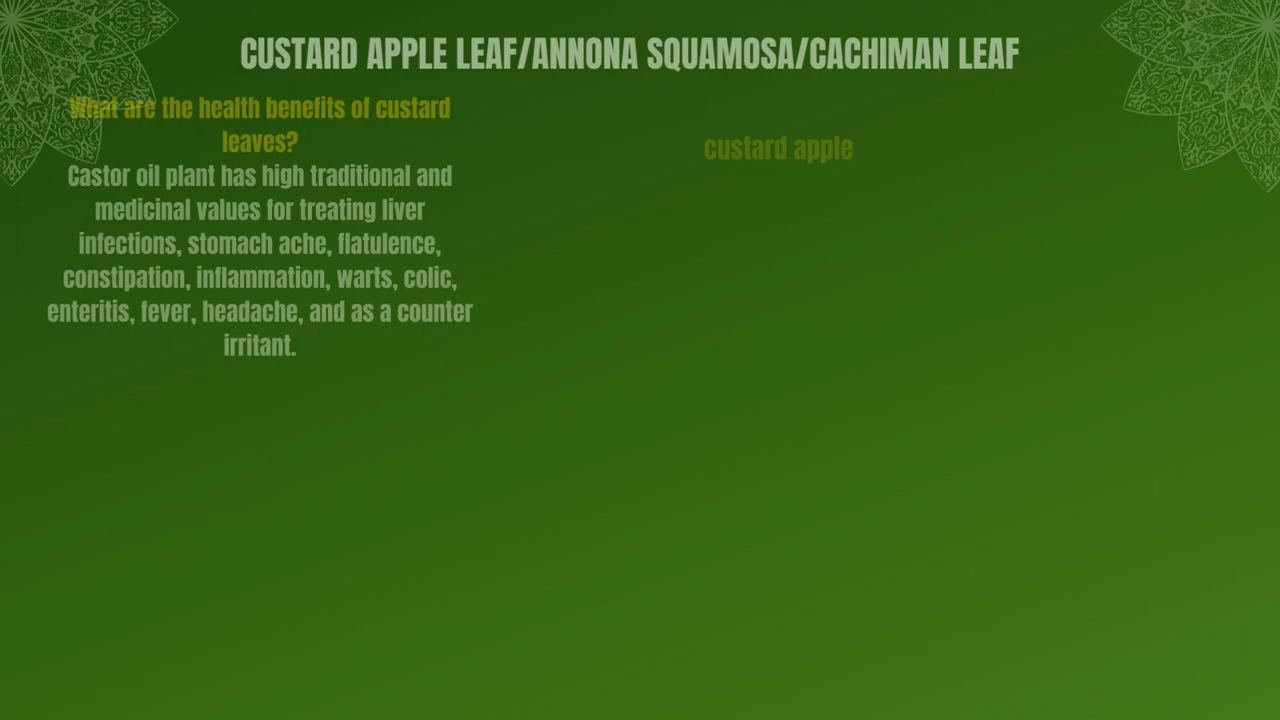 CUSTARD APPLE LEAF/ANNONA SQUAMOSA/CACHIMAN LEAF
What are the health benefits of custard
leaves?
Castor oil plant has high traditional and
medicinal values for treating liver
infections, stomach ache, flatulence,
constipation, inflammation, warts, colic,
enteritis, fever, headache, and as a counter
irritant.
custard apple